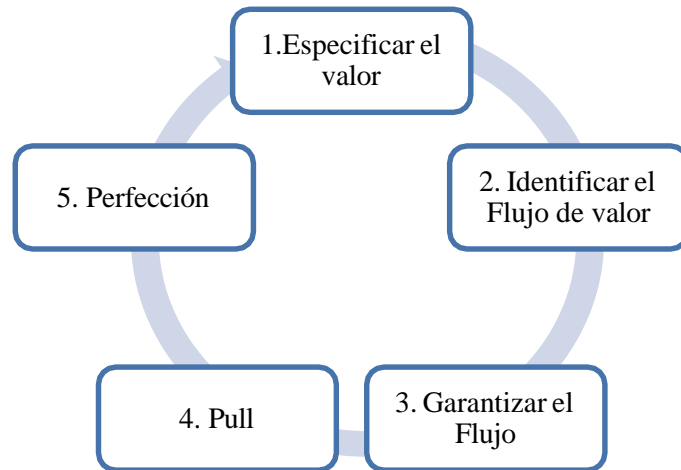 1.Especificar el
valor
2. Identificar el
Flujo de valor
3. Garantizar el
Flujo
4. Pull
5. Perfección